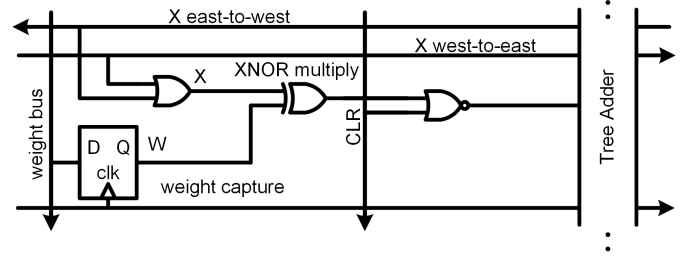 X east-to-west
X west-to-east
X
XNOR multiply
weight bus
CLR
Tree Adder
D Q
W
clk
weight capture